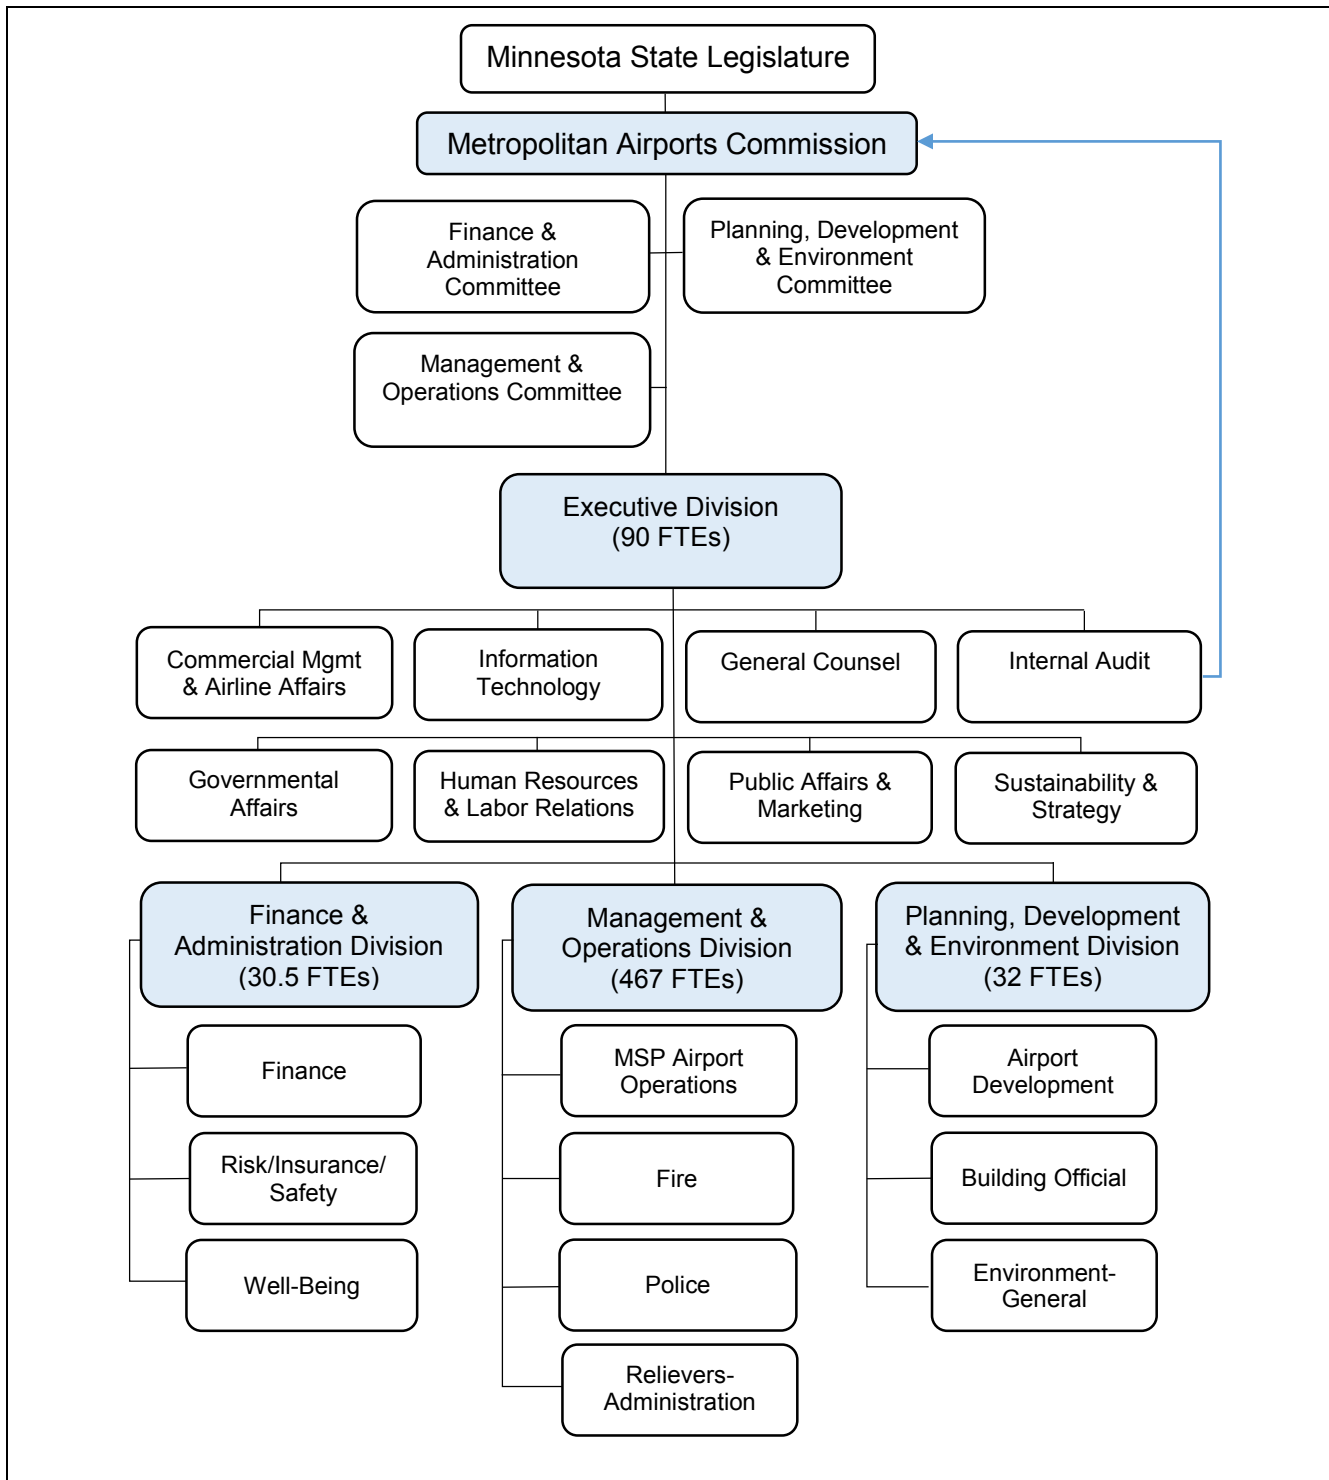 Minnesota State Legislature
Metropolitan Airports Commission
Finance &
Administration
Committee
Planning, Development
& Environment
Committee
Management &
Operations Committee
Executive Division
(90 FTEs)
Commercial Mgmt
& Airline Affairs
Information
Technology
General Counsel
Internal Audit
Governmental
Affairs
Human Resources
& Labor Relations
Public Affairs &
Marketing
Sustainability &
Strategy
Finance &
Administration Division
(30.5 FTEs)
Management &
Operations Division
(467 FTEs)
Planning, Development
& Environment Division
(32 FTEs)
Finance
Risk/Insurance/
Safety
Well-Being
MSP Airport
Operations
Fire
Police
Relievers-
Administration
Airport
Development
Building Official
Environment-
General